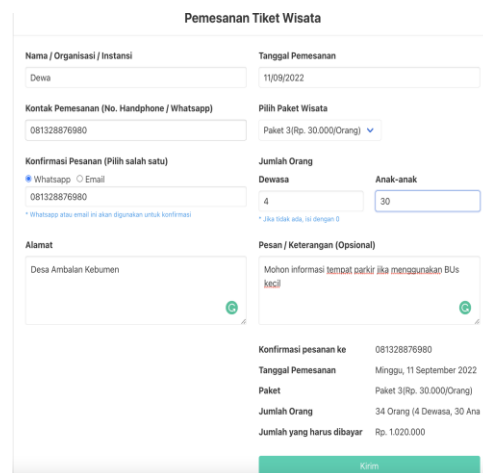 Pemesanan Tiket Wisata
Nama / Organisasi / Instansi
Dewa
Tanggal Pemesanan
11/09/2022
Kontak Pemesanan (No. Handphone / Whatsapp)
081328876980
Pilih Paket Wisata
Paket 3(Rp. 30.000/Orang)
Konfirmasi Pesanan (Pilih salah satu)
Whatsapp Email
081328876980
* Whatsapp atau email ini akan digunakan untuk konfirmasi
Jumlah Orang
Dewasa Anak-anak
4 30
* Jika tidak ada, isi dengan 0
Alamat
Desa Ambalan Kebumen
Pesan / Keterangan (Opsional)
Mohon informasi tempat parkir jika menggunakan BUs
kecil
Konfirmasi pesanan ke 081328876980
Tanggal Pemesanan Minggu, 11 September 2022
Paket Paket 3(Rp. 30.000/Orang)
Jumlah Orang 34 Orang (4 Dewasa, 30 Ana
Jumlah yang harus dibayar Rp. 1.020.000
Kirim